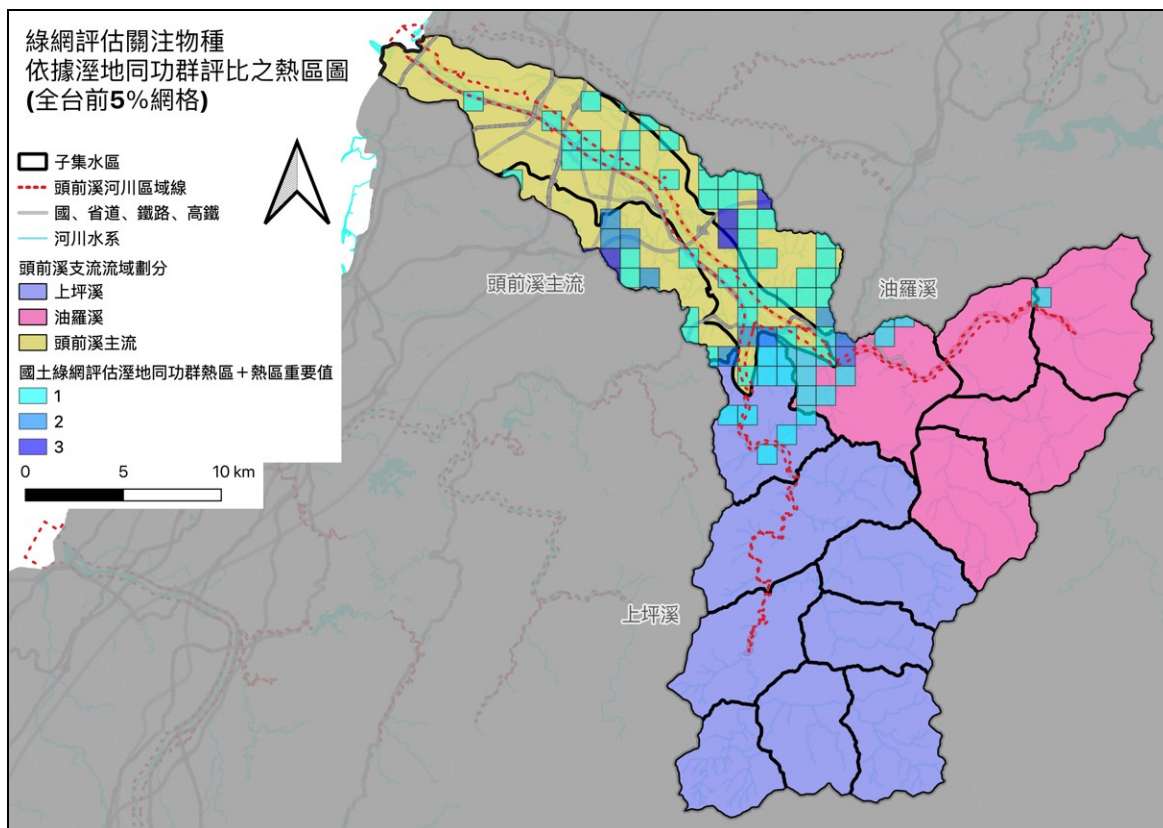 綠網評估關注物種
依據溼地同功群評比之熱區圖
(全台前5%網格)
子集水區
頭前溪河川區域線
國、省道、鐵路、高鐵
河川水系
頭前溪支流流域劃分
上坪溪
油羅溪
頭前溪主流
國土綠網評估溼地同功群熱區＋熱區重要值
1
2
3
0 5 10 km
頭前溪主流
油羅溪
上坪溪